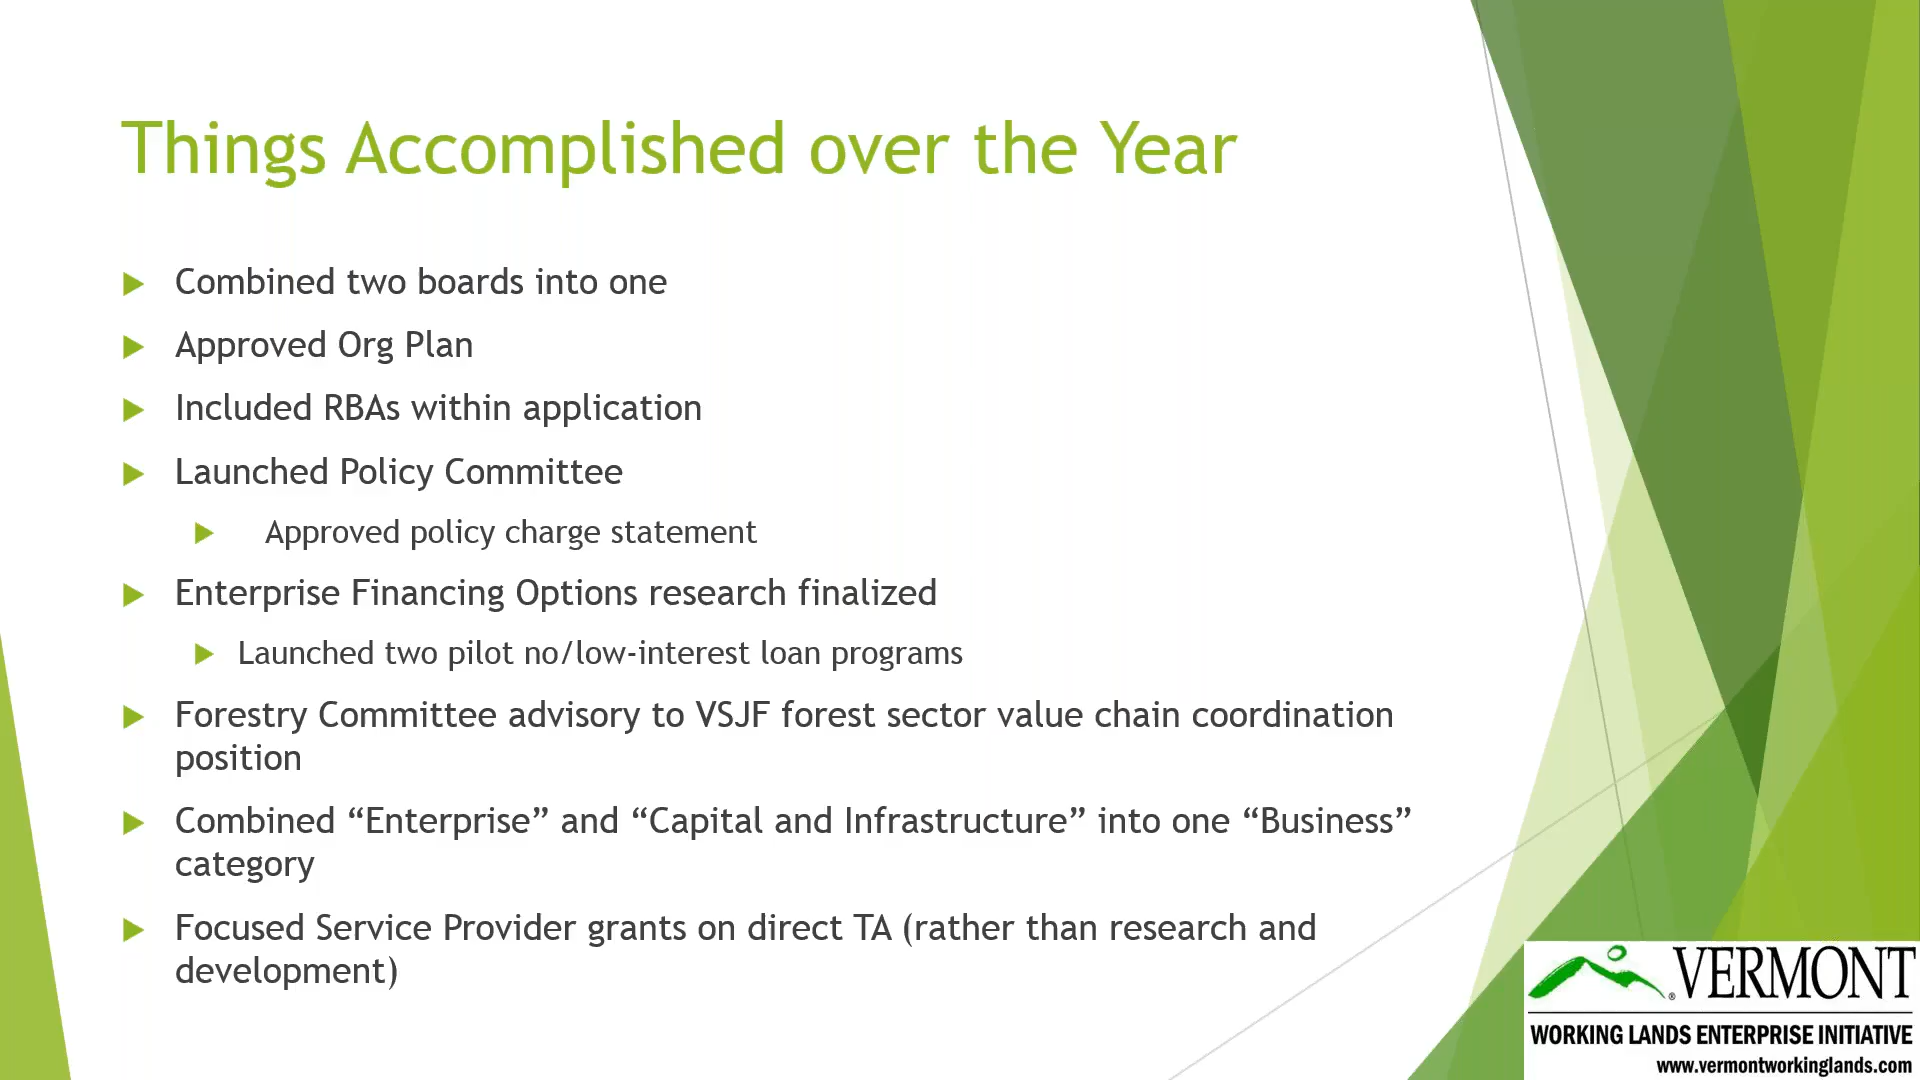 Things Accomplished over the Year
Combined two boards into one
Approved Org Plan
Included RBAs within application
Launched Policy Committee
Approved policy charge statement
Enterprise Financing Options research finalized
Launched two pilot no/low-interest loan programs
Forestry Committee advisory to VSJF forest sector value chain coordination
position
Combined “Enterprise” and “Capital and Infrastructure” into one “Business”
category
Focused Service Provider grants on direct TA (rather than research and
development)
®VERMONT
WORKING LANDS ENTERPRISE INITIATIVE
www.vermontworkinglands.com